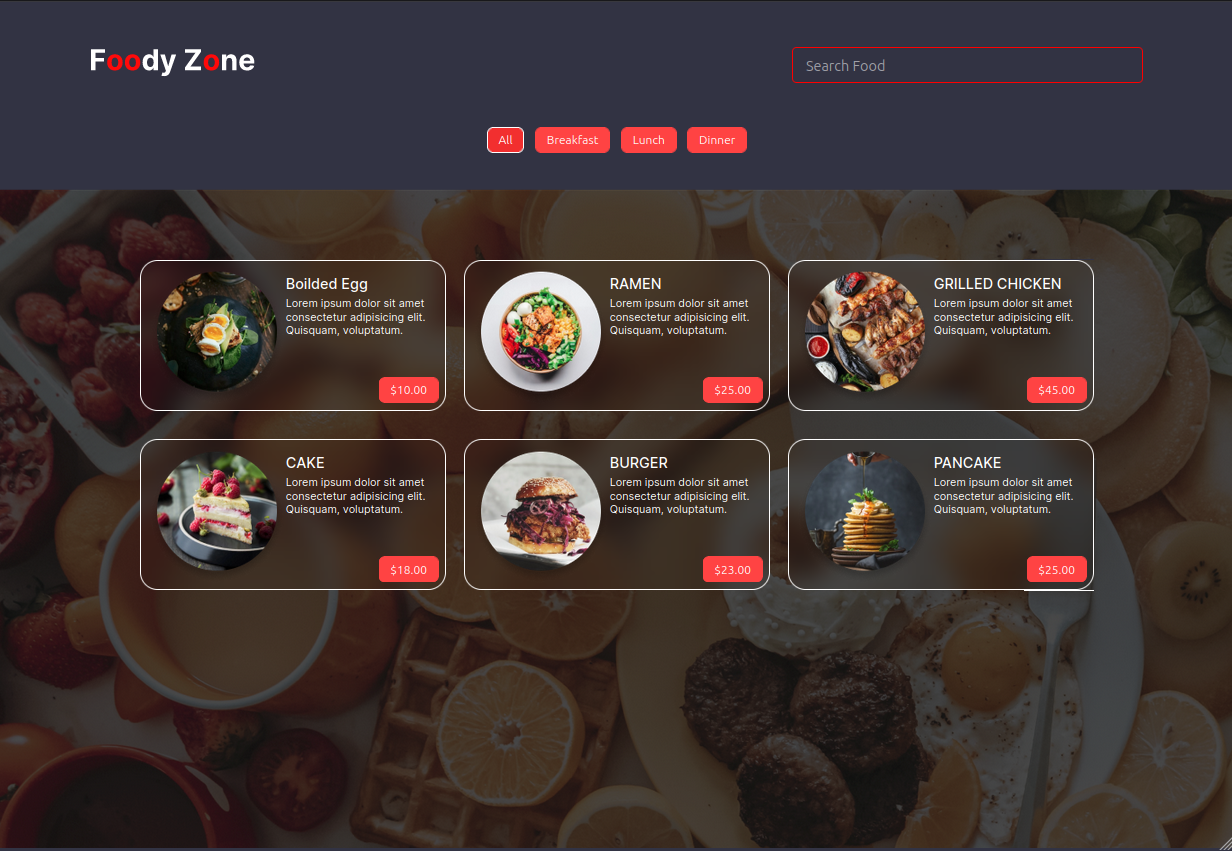 Foody Zone
Search Food
All
Breakfast
Lunch
Dinner
Boilded Egg
Lorem ipsum dolor sit amet
consectetur adipisicing elit.
Quisquam, voluptatum.
$10.00
RAMEN
Lorem ipsum dolor sit amet
consectetur adipisicing elit.
Quisquam, voluptatum.
$25.00
GRILLED CHICKEN
Lorem ipsum dolor sit amet
consectetur adipisicing elit.
Quisquam, voluptatum.
$45.00
CAKE
Lorem ipsum dolor sit amet
consectetur adipisicing elit.
Quisquam, voluptatum.
$18.00
BURGER
Lorem ipsum dolor sit amet
consectetur adipisicing elit.
Quisquam, voluptatum.
$23.00
PANCAKE
Lorem ipsum dolor sit amet
consectetur adipisicing elit.
Quisquam, voluptatum.
$25.00